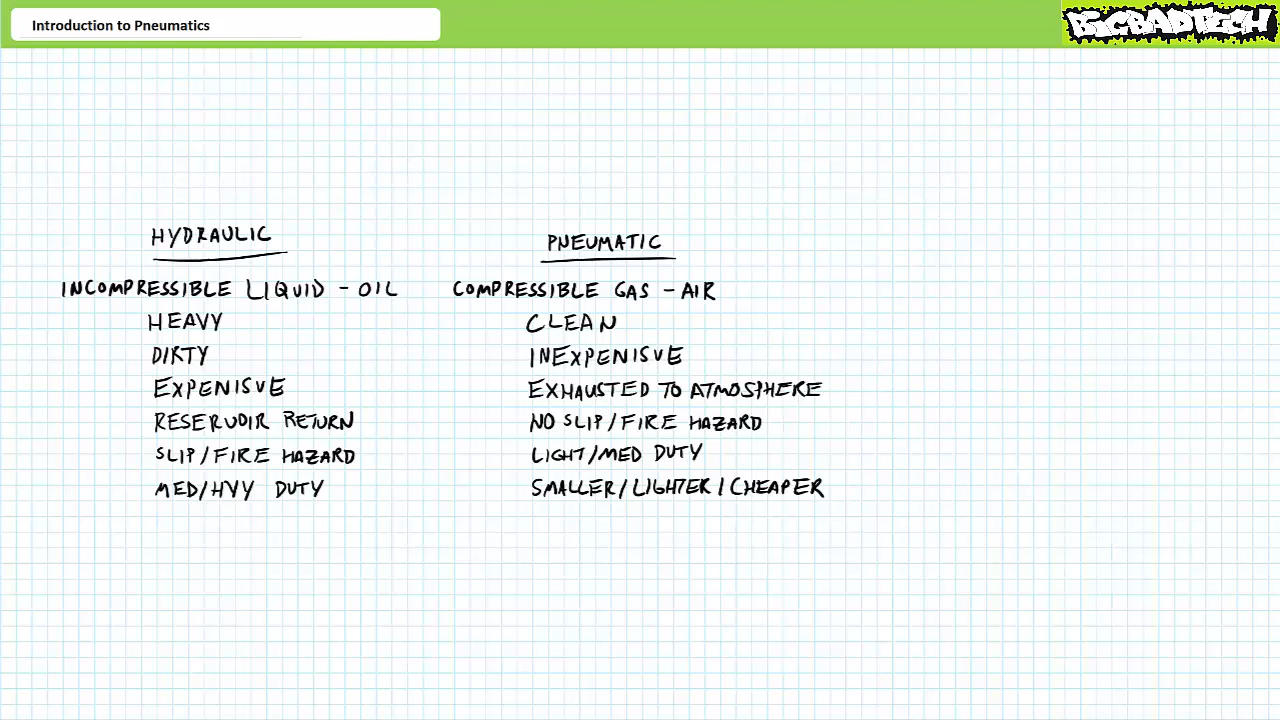 Introduction to Pneumatics
BIGBADTECH
HYDRAULIC
INCOMPRESSIBLE LIQUID - OIL
HEAVY
DIRTY
EXPENISVE
RESERVOIR RETURN
SLIP/FIRE HAZARD
MED/HVY DUTY
PNEUMATIC
COMPRESSIBLE GAS - AIR
CLEAN
INEXPENISVE
EXHAUSTED TO ATMOSPHERE
NO SLIP/FIRE HAZARD
LIGHT/MED DUTY
SMALLER/LIGHTER/CHEAPER